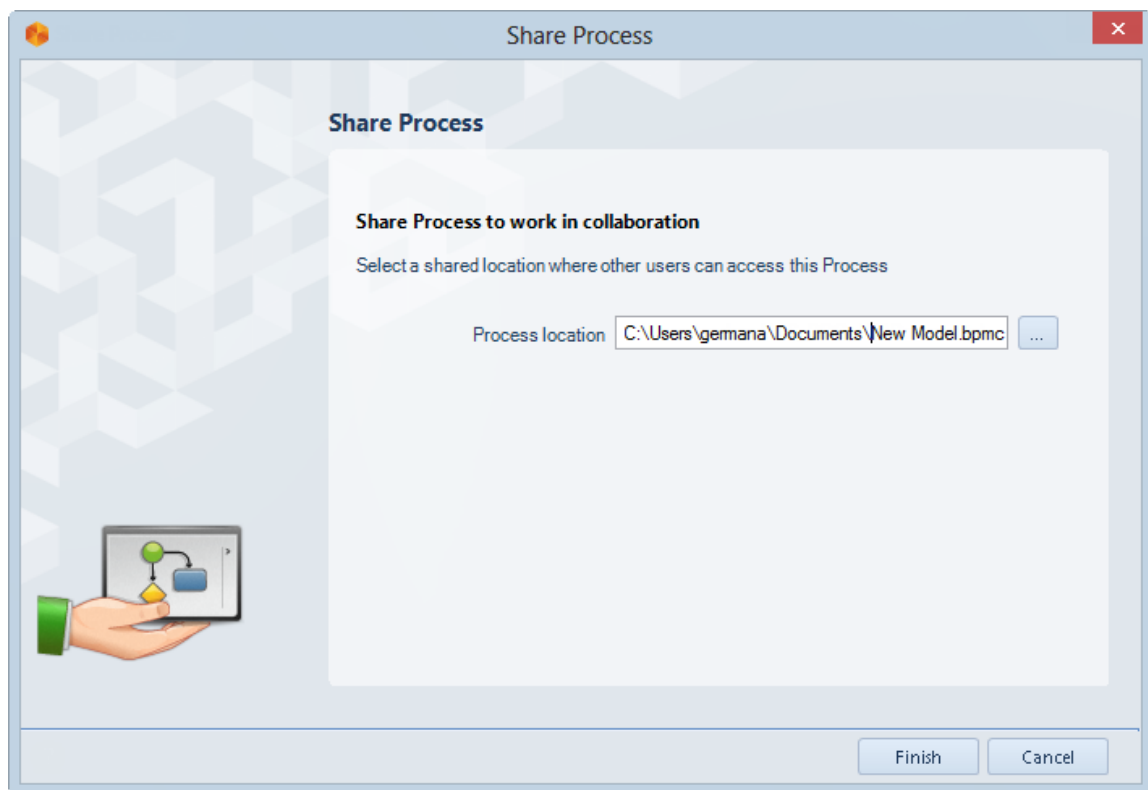 Share Process
Share Process
Share Process to work in collaboration
Select a shared location where other users can access this Process
Process location C:\Users\germana\Documents\New Model.bpmc ...
Finish Cancel